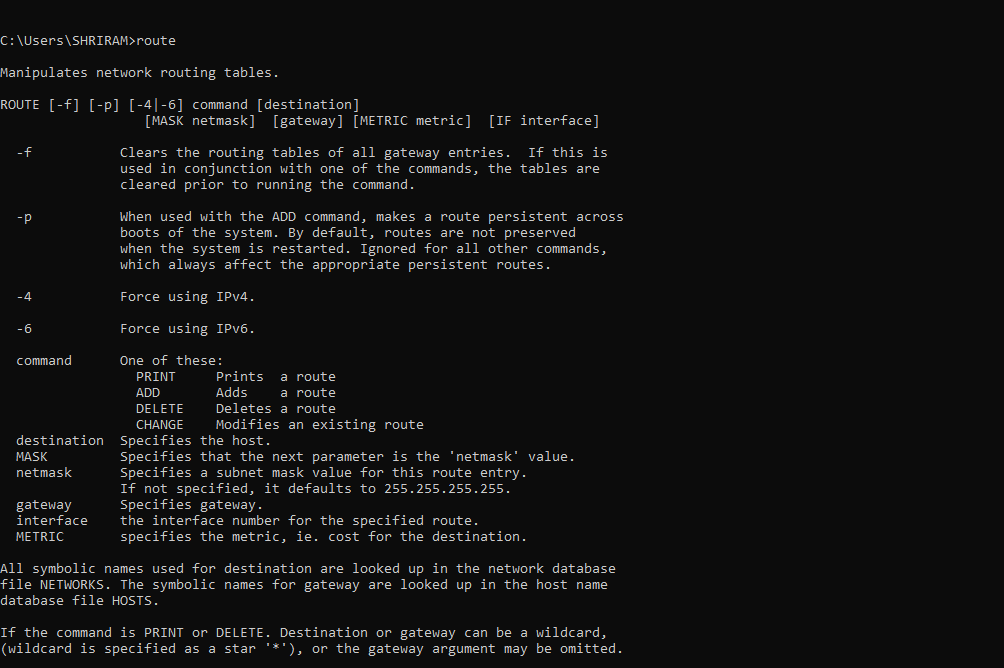 C:\Users\SHRIRAM>route
Manipulates network routing tables.
ROUTE [-f] [-p] [-4|-6] command [destination]
                  [MASK netmask]  [gateway] [METRIC metric]  [IF interface]
  -f           Clears the routing tables of all gateway entries.  If this is
               used in conjunction with one of the commands, the tables are
               cleared prior to running the command.
  -p           When used with the ADD command, makes a route persistent across
               boots of the system. By default, routes are not preserved
               when the system is restarted. Ignored for all other commands,
               which always affect the appropriate persistent routes.
  -4           Force using IPv4.
  -6           Force using IPv6.
  command      One of these:
                 PRINT     Prints  a route
                 ADD       Adds    a route
                 DELETE    Deletes a route
                 CHANGE    Modifies an existing route
  destination  Specifies the host.
  MASK         Specifies that the next parameter is the 'netmask' value.
  netmask      Specifies a subnet mask value for this route entry.
               If not specified, it defaults to 255.255.255.255.
  gateway      Specifies gateway.
  interface    the interface number for the specified route.
  METRIC       specifies the metric, ie. cost for the destination.
All symbolic names used for destination are looked up in the network database
file NETWORKS. The symbolic names for gateway are looked up in the host name
database file HOSTS.
If the command is PRINT or DELETE. Destination or gateway can be a wildcard,
(wildcard is specified as a star '*'), or the gateway argument may be omitted.